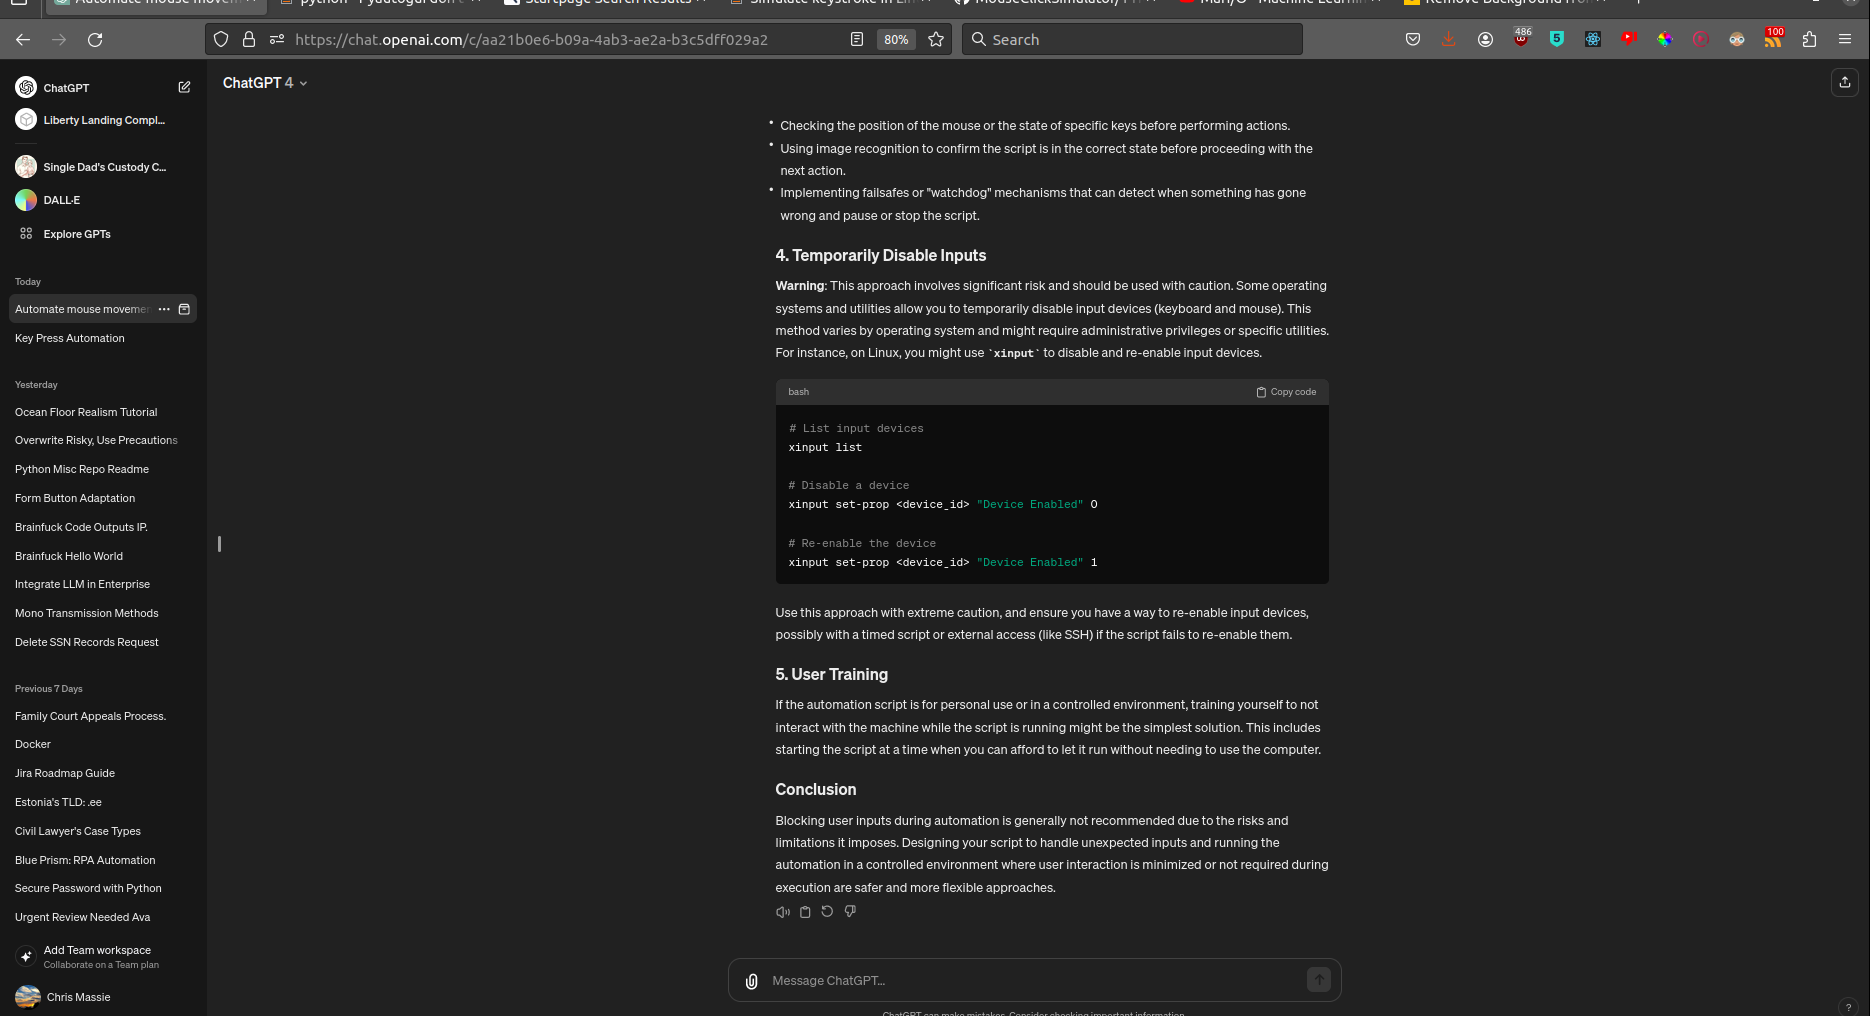 Automate mouse movem
python - Pyautogui don't
Startpage Search Results
Simulate Keystroke in Lin
MouseClickSimulator/Pr
MarI/O - Machine Learnin
Remove Background from
https://chat.openai.com/c/aa21b0e6-b09a-4ab3-ae2a-b3c5dff029a2
80%
Search
486
5
100
ChatGPT
Liberty Landing Compl...
Single Dad's Custody C...
DALL·E
Explore GPTs
Today
Automate mouse movemen
Key Press Automation
Yesterday
Ocean Floor Realism Tutorial
Overwrite Risky, Use Precautions
Python Misc Repo Readme
Form Button Adaptation
Brainfuck Code Outputs IP.
Brainfuck Hello World
Integrate LLM in Enterprise
Mono Transmission Methods
Delete SSN Records Request
Previous 7 Days
Family Court Appeals Process.
Docker
Jira Roadmap Guide
Estonia's TLD: .ee
Civil Lawyer's Case Types
Blue Prism: RPA Automation
Secure Password with Python
Urgent Review Needed Ava
Add Team workspace
Collaborate on a Team plan
Chris Massie
ChatGPT 4
• Checking the position of the mouse or the state of specific keys before performing actions.
• Using image recognition to confirm the script is in the correct state before proceeding with the
next action.
• Implementing failsafes or "watchdog" mechanisms that can detect when something has gone
wrong and pause or stop the script.
4. Temporarily Disable Inputs
Warning: This approach involves significant risk and should be used with caution. Some operating
systems and utilities allow you to temporarily disable input devices (keyboard and mouse). This
method varies by operating system and might require administrative privileges or specific utilities.
For instance, on Linux, you might use `xinput` to disable and re-enable input devices.
bash
Copy code
# List input devices
xinput list
# Disable a device
xinput set-prop <device_id> "Device Enabled" 0
# Re-enable the device
xinput set-prop <device_id> "Device Enabled" 1
Use this approach with extreme caution, and ensure you have a way to re-enable input devices,
possibly with a timed script or external access (like SSH) if the script fails to re-enable them.
5. User Training
If the automation script is for personal use or in a controlled environment, training yourself to not
interact with the machine while the script is running might be the simplest solution. This includes
starting the script at a time when you can afford to let it run without needing to use the computer.
Conclusion
Blocking user inputs during automation is generally not recommended due to the risks and
limitations it imposes. Designing your script to handle unexpected inputs and running the
automation in a controlled environment where user interaction is minimized or not required during
execution are safer and more flexible approaches.
Message ChatGPT...
ChatGPT can make mistakes. Consider checking important information.
?